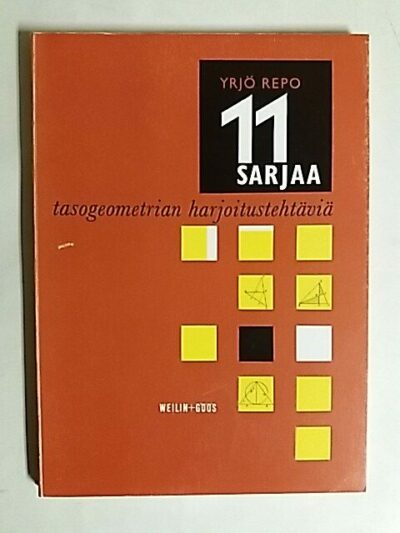 YRJÖ REPO
11
SARJAA
tasogeometrian harjoitustehtäviä
WEILIN+GÖÖS